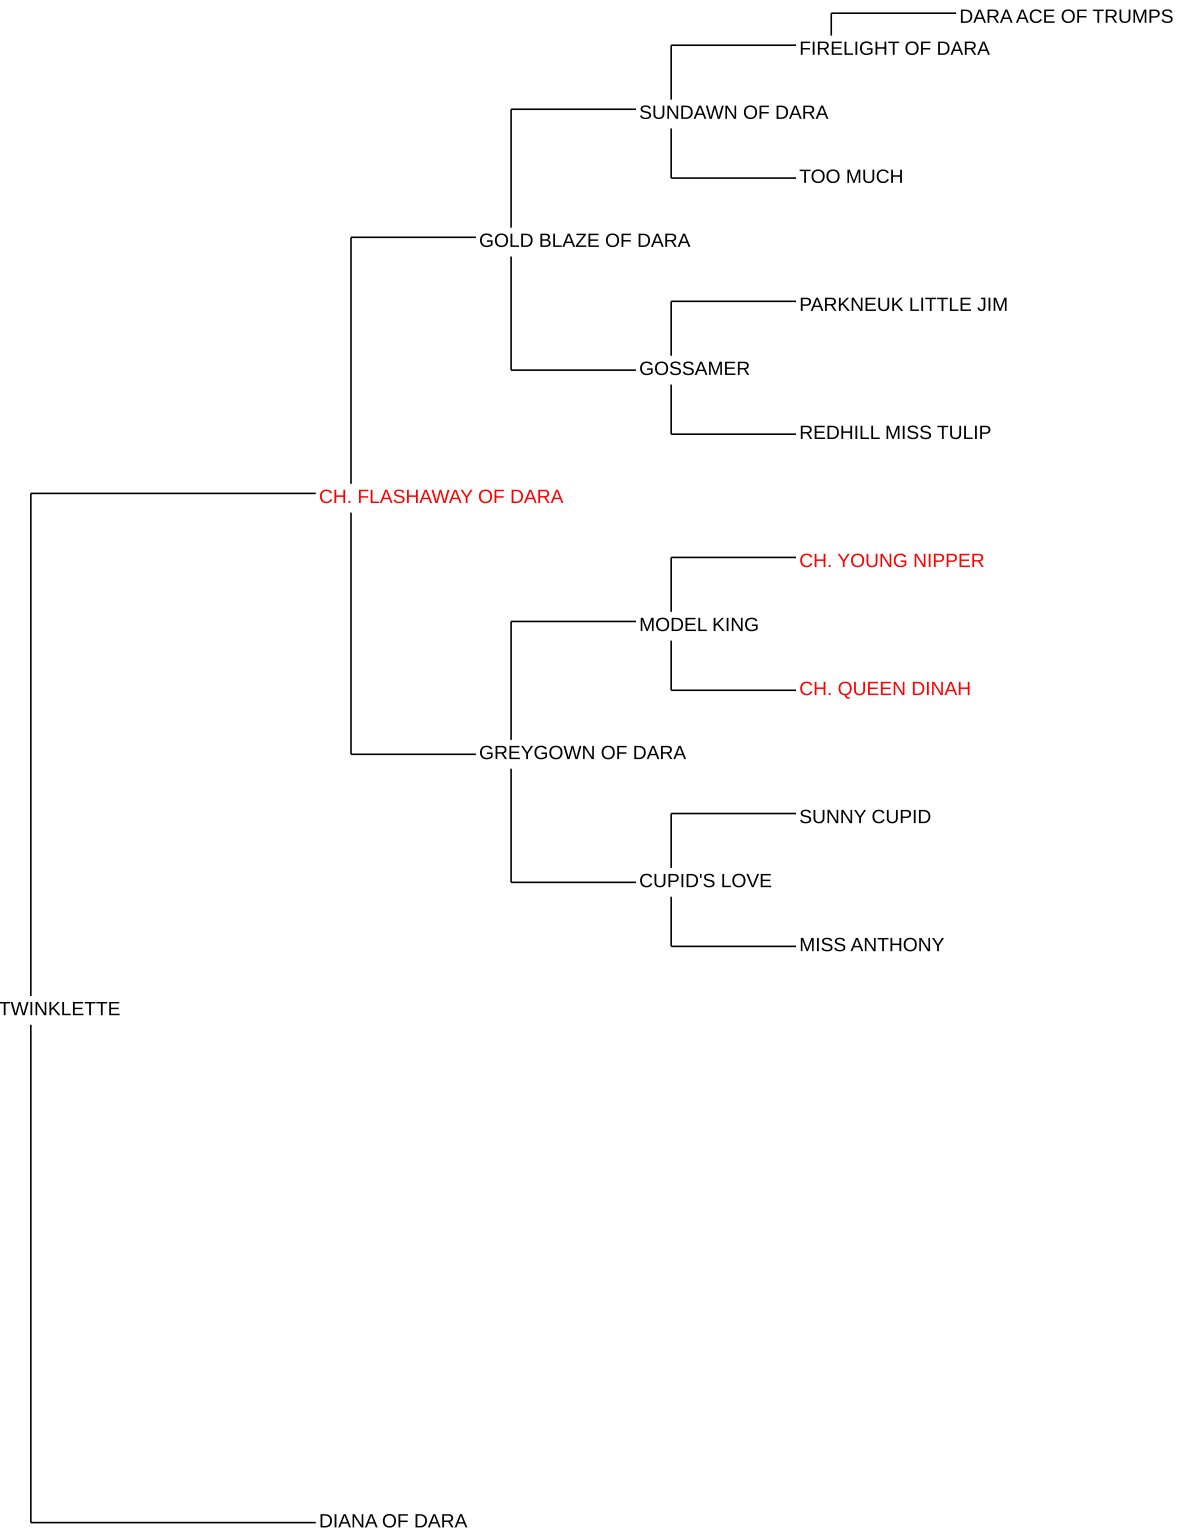 DARA ACE OF TRUMPS
FIRELIGHT OF DARA
SUNDAWN OF DARA
TOO MUCH
GOLD BLAZE OF DARA
PARKNEUK LITTLE JIM
GOSSAMER
REDHILL MISS TULIP
CH. FLASHAWAY OF DARA
CH. YOUNG NIPPER
MODEL KING
CH. QUEEN DINAH
GREYGOWN OF DARA
SUNNY CUPID
CUPID'S LOVE
MISS ANTHONY
TWINKLETTE
DIANA OF DARA